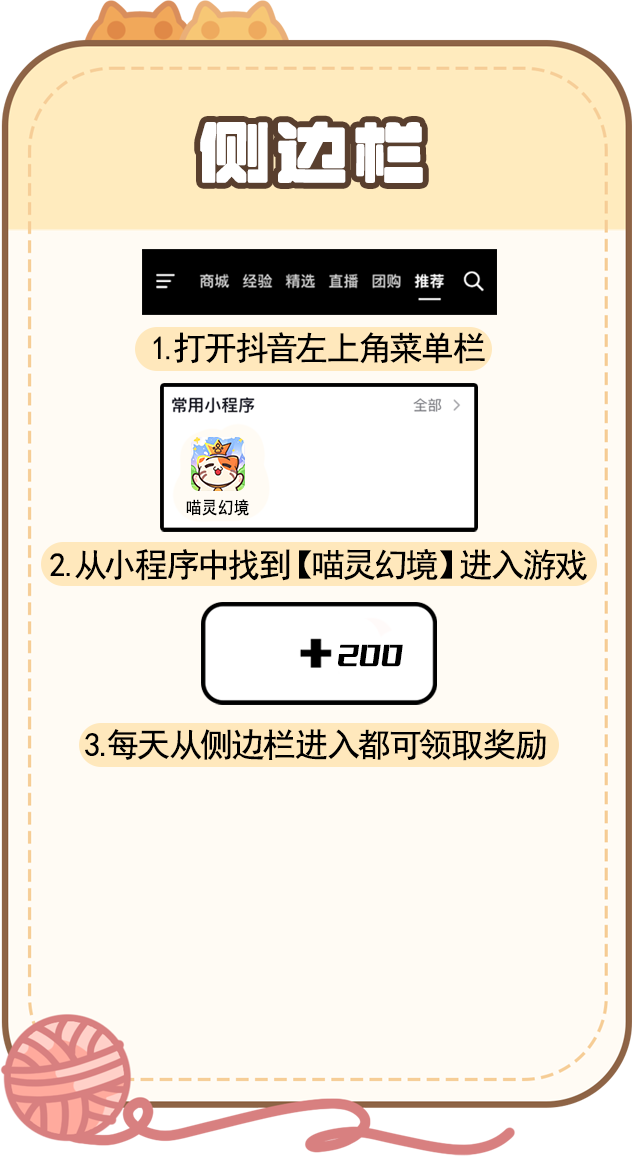 侧边栏
商城 经验 精选 直播 团购 推荐
1.打开抖音左上角菜单栏
常用小程序 全部 >
喵灵幻境
2.从小程序中找到【喵灵幻境】进入游戏
+200
3.每天从侧边栏进入都可领取奖励